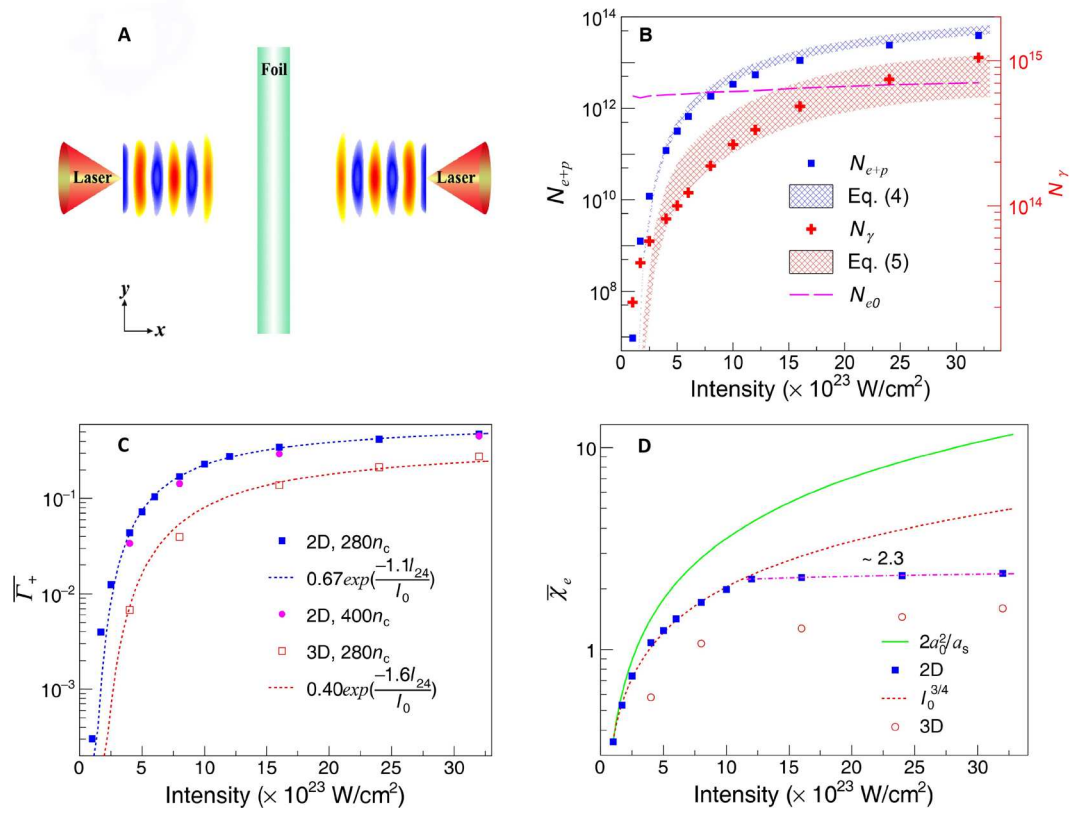 A
Foil
Laser
Laser
y
x
B
10^14
10^12
10^10
10^8
N_e+p
10^15
10^14
N_γ
N_e+p
Eq. (4)
N_γ
Eq. (5)
N_e0
0 5 10 15 20 25 30
Intensity (× 10^23 W/cm^2)
C
10^-1
10^-2
10^-3
Γ̅^+
2D, 280n_c
0.67exp(-1.1I_24/I_0)
2D, 400n_c
3D, 280n_c
0.40exp(-1.6I_24/I_0)
0 5 10 15 20 25 30
Intensity (× 10^23 W/cm^2)
D
10
1
χ̅_e
~ 2.3
2a_0^2/a_s
2D
I_0^3/4
3D
0 5 10 15 20 25 30
Intensity (× 10^23 W/cm^2)